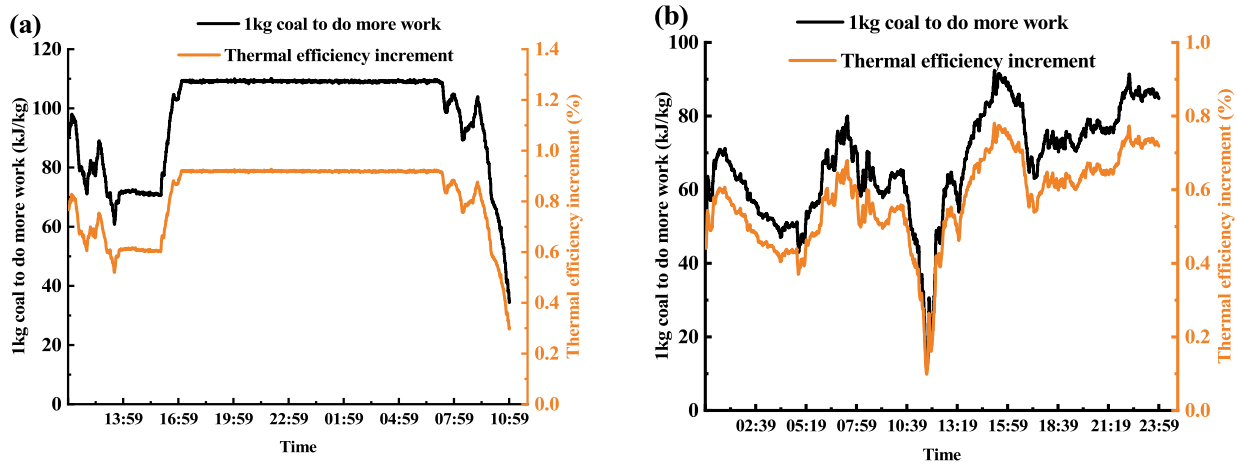 (a)
1kg coal to do more work
Thermal efficiency increment
120
100
80
60
40
20
0
1kg coal to do more work (kJ/kg)
1.4
1.2
1.0
0.8
0.6
0.4
0.2
0.0
Thermal efficiency increment (%)
13:59 16:59 19:59 22:59 01:59 04:59 07:59 10:59
Time
(b)
1kg coal to do more work
Thermal efficiency increment
100
80
60
40
20
0
1kg coal to do more work (kJ/kg)
1.0
0.8
0.6
0.4
0.2
0.0
Thermal efficiency increment (%)
02:39 05:19 07:59 10:39 13:19 15:59 18:39 21:19 23:59
Time